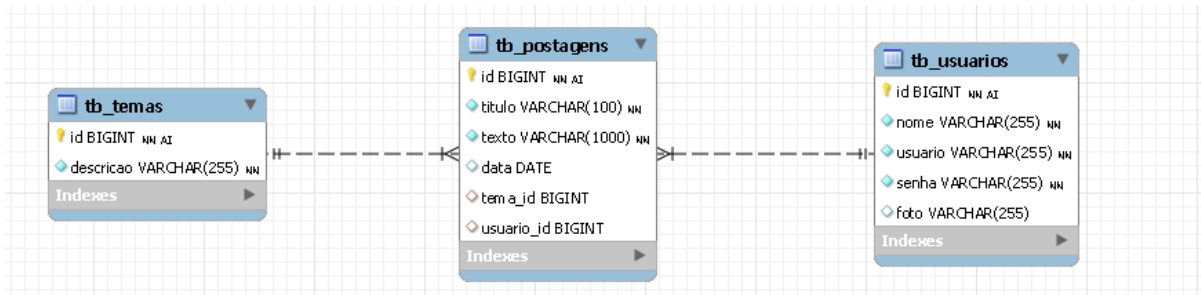 tb_temas
id BIGINT NN AI
descricao VARCHAR(255) NN
Indexes
tb_postagens
id BIGINT NN AI
titulo VARCHAR(100) NN
texto VARCHAR(1000) NN
data DATE
tema_id BIGINT
usuario_id BIGINT
Indexes
tb_usuarios
id BIGINT NN AI
nome VARCHAR(255) NN
usuario VARCHAR(255) NN
senha VARCHAR(255) NN
foto VARCHAR(255)
Indexes